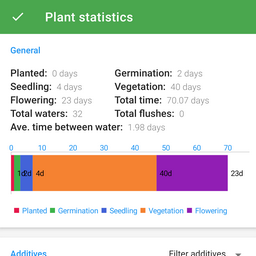 Plant statistics
General
Planted: 0 days Germination: 2 days
Seedling: 4 days Vegetation: 40 days
Flowering: 23 days Total time: 70.07 days
Total waters: 32 Total flushes: 0
Ave. time between water: 1.98 days
0 10 20 30 40 50 60 70
4d 40d 23d
Planted Germination Seedling Vegetation Flowering
Additives Filter additives